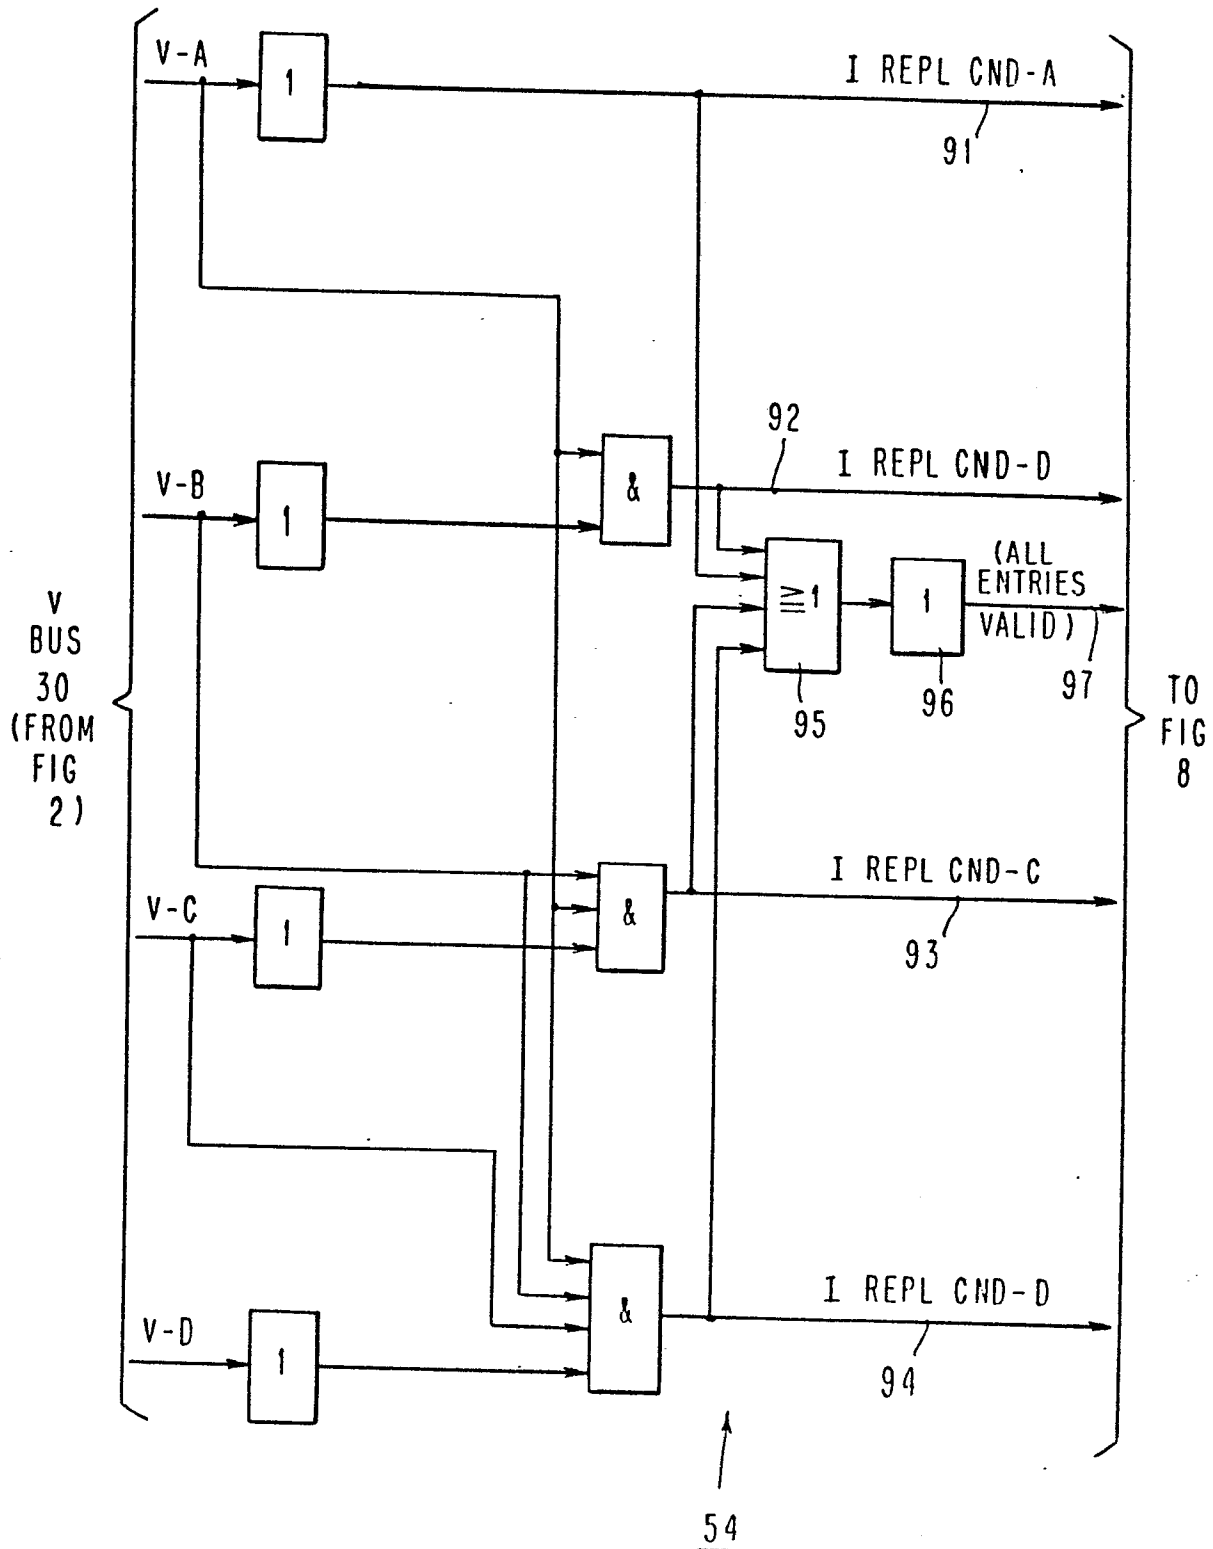 V-A
1
I REPL CND-A
91
92
V-B
1
&
I REPL CND-D
V
BUS
30
(FROM
FIG
2)
≥1
1
(ALL
ENTRIES
VALID)
95
96
97
TO
FIG
8
V-C
1
&
I REPL CND-C
93
V-D
1
&
I REPL CND-D
94
54